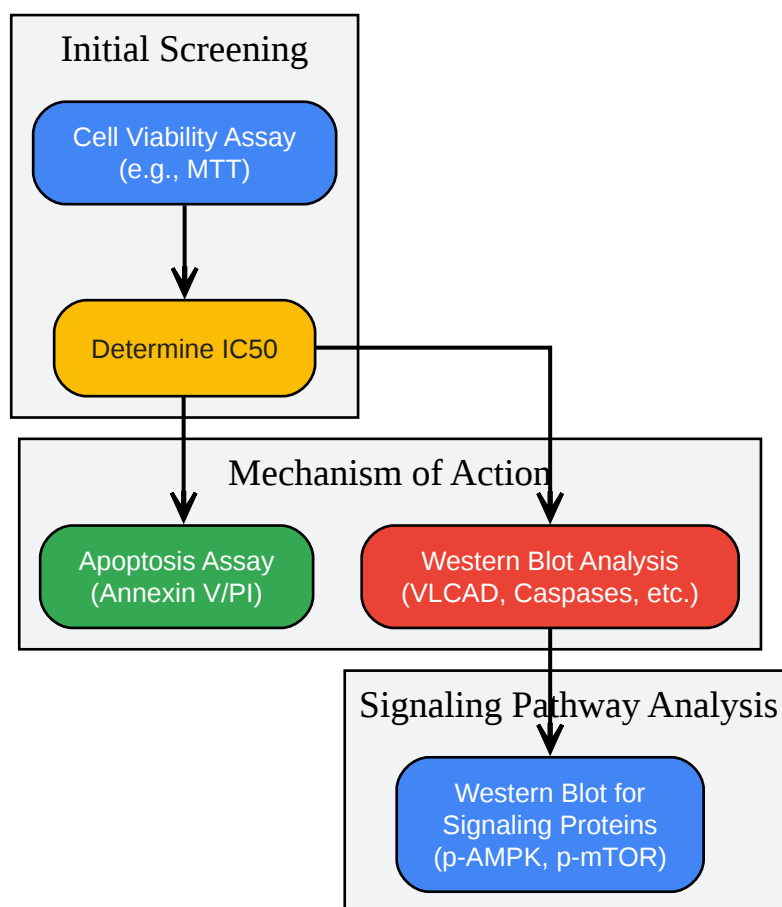 Initial Screening
Cell Viability Assay
(e.g., MTT)
Determine IC50
Mechanism of Action
Apoptosis Assay
(Annexin V/PI)
Western Blot Analysis
(VLCAD, Caspases, etc.)
Signaling Pathway Analysis
Western Blot for
Signaling Proteins
(p-AMPK, p-mTOR)